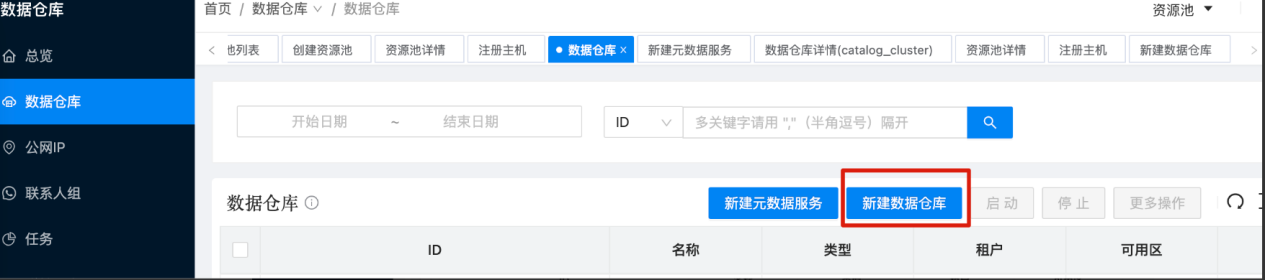 数据仓库
首页 / 数据仓库 / 数据仓库
资源池
总览
数据仓库
公网IP
联系人组
任务
池列表 创建资源池 资源池详情 注册主机 数据仓库 × 新建元数据服务 数据仓库详情(catalog_cluster) 资源池详情 注册主机 新建数据仓库
开始日期 ~ 结束日期 ID 多关键字请用 ","（半角逗号）隔开
数据仓库 新建元数据服务 新建数据仓库 启动 停止 更多操作
ID 名称 类型 租户 可用区